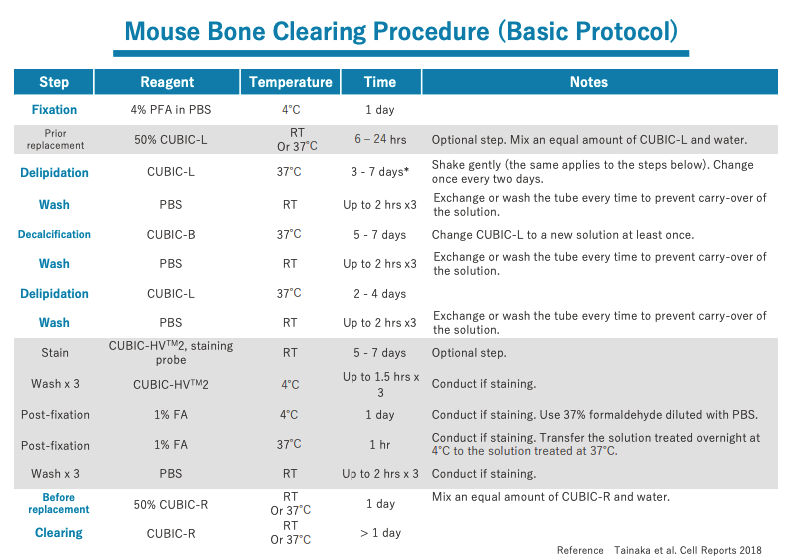 Mouse Bone Clearing Procedure (Basic Protocol)
Step Reagent Temperature Time Notes
Fixation 4% PFA in PBS 4°C 1 day
Prior replacement 50% CUBIC-L RT Or 37°C 6 – 24 hrs Optional step. Mix an equal amount of CUBIC-L and water.
Delipidation CUBIC-L 37°C 3 - 7 days* Shake gently (the same applies to the steps below). Change once every two days.
Wash PBS RT Up to 2 hrs x3 Exchange or wash the tube every time to prevent carry-over of the solution.
Decalcification CUBIC-B 37°C 5 - 7 days Change CUBIC-L to a new solution at least once.
Wash PBS RT Up to 2 hrs x3 Exchange or wash the tube every time to prevent carry-over of the solution.
Delipidation CUBIC-L 37°C 2 - 4 days
Wash PBS RT Up to 2 hrs x3 Exchange or wash the tube every time to prevent carry-over of the solution.
Stain CUBIC-HV™2, staining probe RT 5 - 7 days Optional step.
Wash x 3 CUBIC-HV™2 4°C Up to 1.5 hrs x 3 Conduct if staining.
Post-fixation 1% FA 4°C 1 day Conduct if staining. Use 37% formaldehyde diluted with PBS.
Post-fixation 1% FA 37°C 1 hr Conduct if staining. Transfer the solution treated overnight at 4°C to the solution treated at 37°C.
Wash x 3 PBS RT Up to 2 hrs x 3 Conduct if staining.
Before replacement 50% CUBIC-R RT Or 37°C 1 day Mix an equal amount of CUBIC-R and water.
Clearing CUBIC-R RT Or 37°C > 1 day
Reference Tainaka et al. Cell Reports 2018